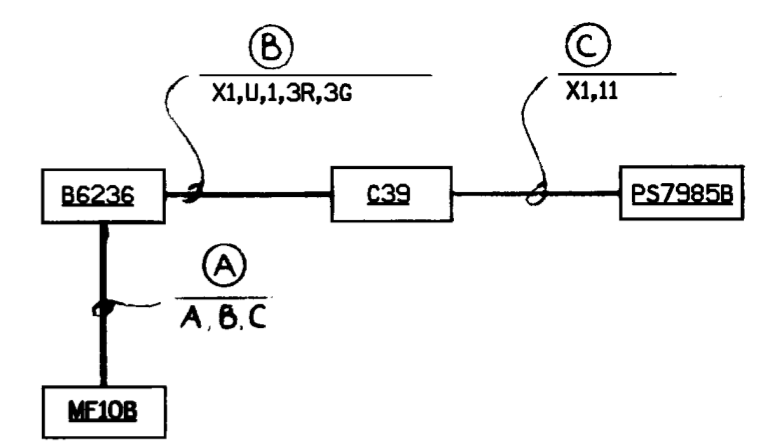 B C
X1,U,1,3R,3G X1,11
B6236 C39 PS7985B
A
A, B, C
MF10B